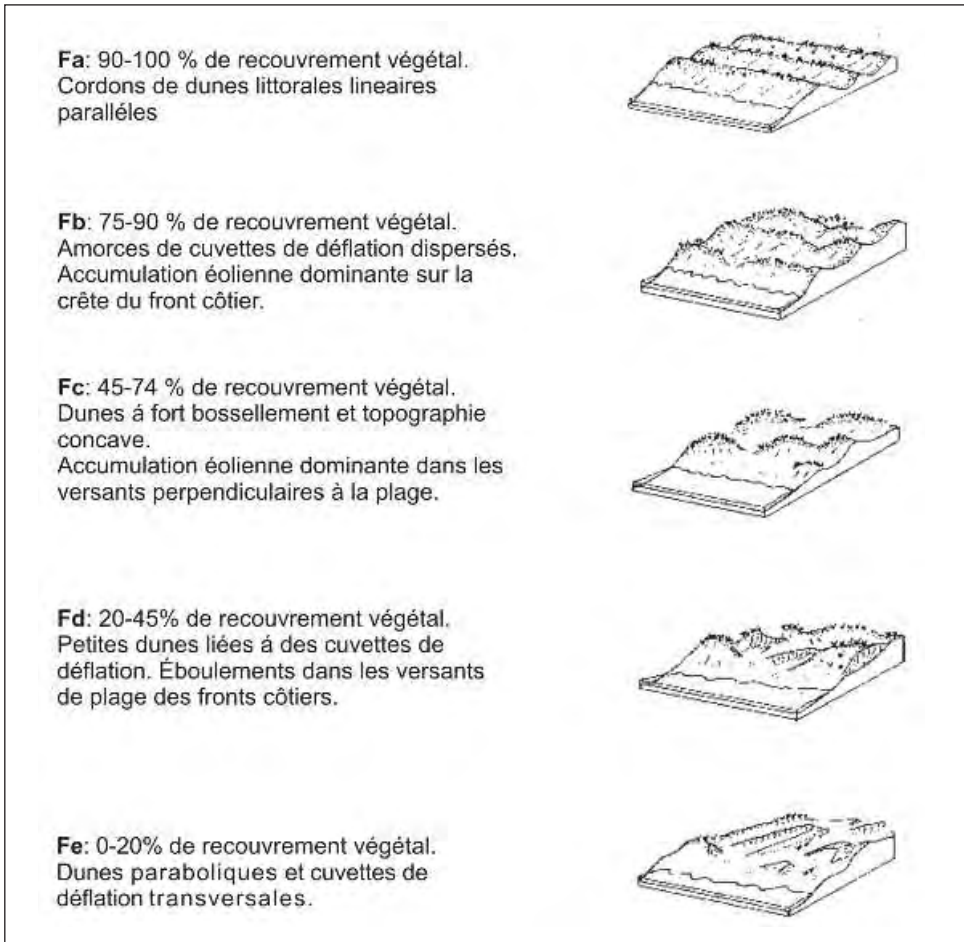 Fa: 90-100 % de recouvrement végétal.
Cordons de dunes littorales lineaires
paralléles
Fb: 75-90 % de recouvrement végétal.
Amorces de cuvettes de déflation dispersés.
Accumulation éolienne dominante sur la
crête du front côtier.
Fc: 45-74 % de recouvrement végétal.
Dunes á fort bossellement et topographie
concave.
Accumulation éolienne dominante dans les
versants perpendiculaires à la plage.
Fd: 20-45% de recouvrement végétal.
Petites dunes liées á des cuvettes de
déflation. Éboulements dans les versants
de plage des fronts côtiers.
Fe: 0-20% de recouvrement végétal.
Dunes paraboliques et cuvettes de
déflation transversales.